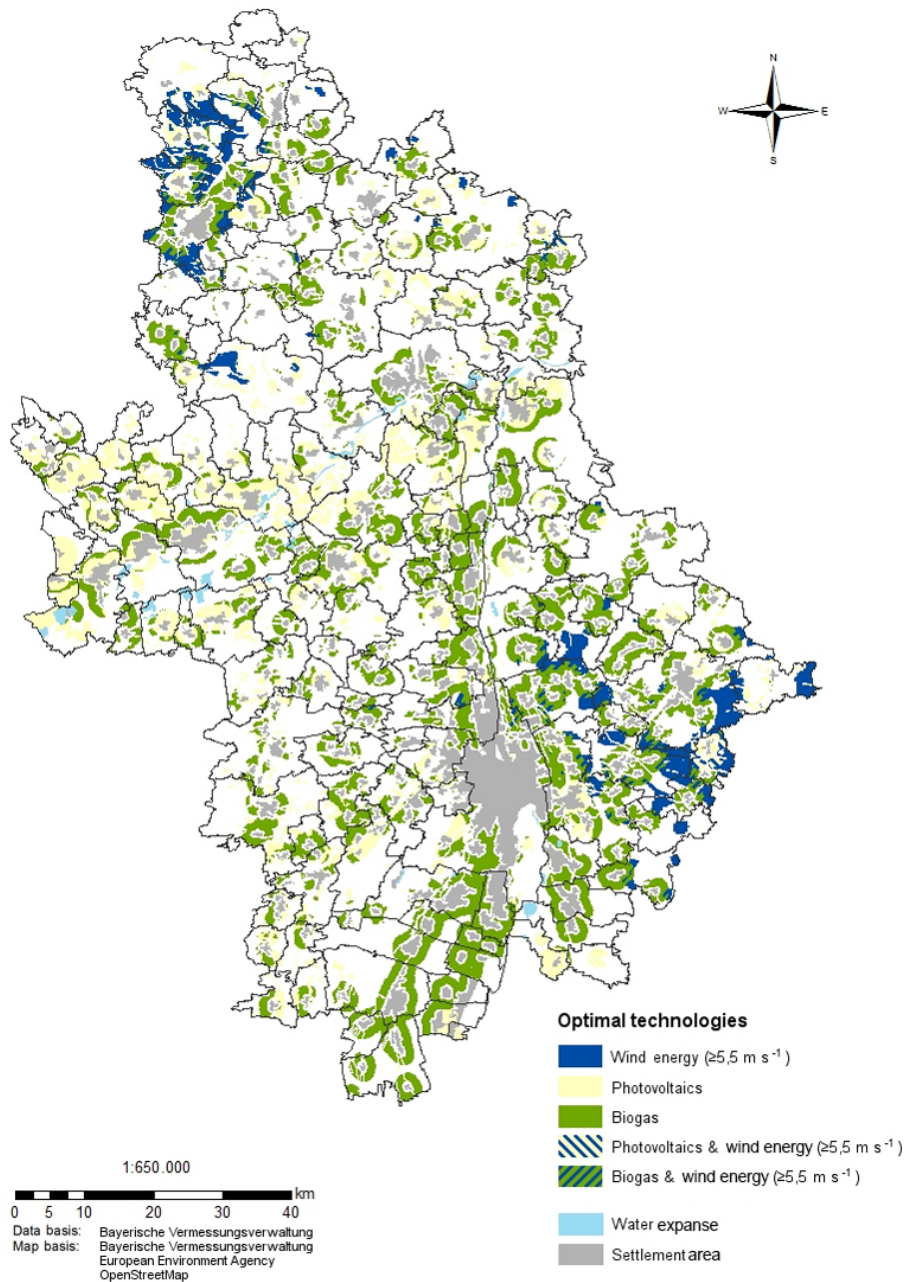 N
W E
S
Optimal technologies
Wind energy (≥5,5 m s⁻¹)
Photovoltaics
Biogas
Photovoltaics & wind energy (≥5,5 m s⁻¹)
Biogas & wind energy (≥5,5 m s⁻¹)
Water expanse
Settlement area
1:650.000
km
0 5 10 20 30 40
Data basis: Bayerische Vermessungsverwaltung
Map basis: Bayerische Vermessungsverwaltung
European Environment Agency
OpenStreetMap